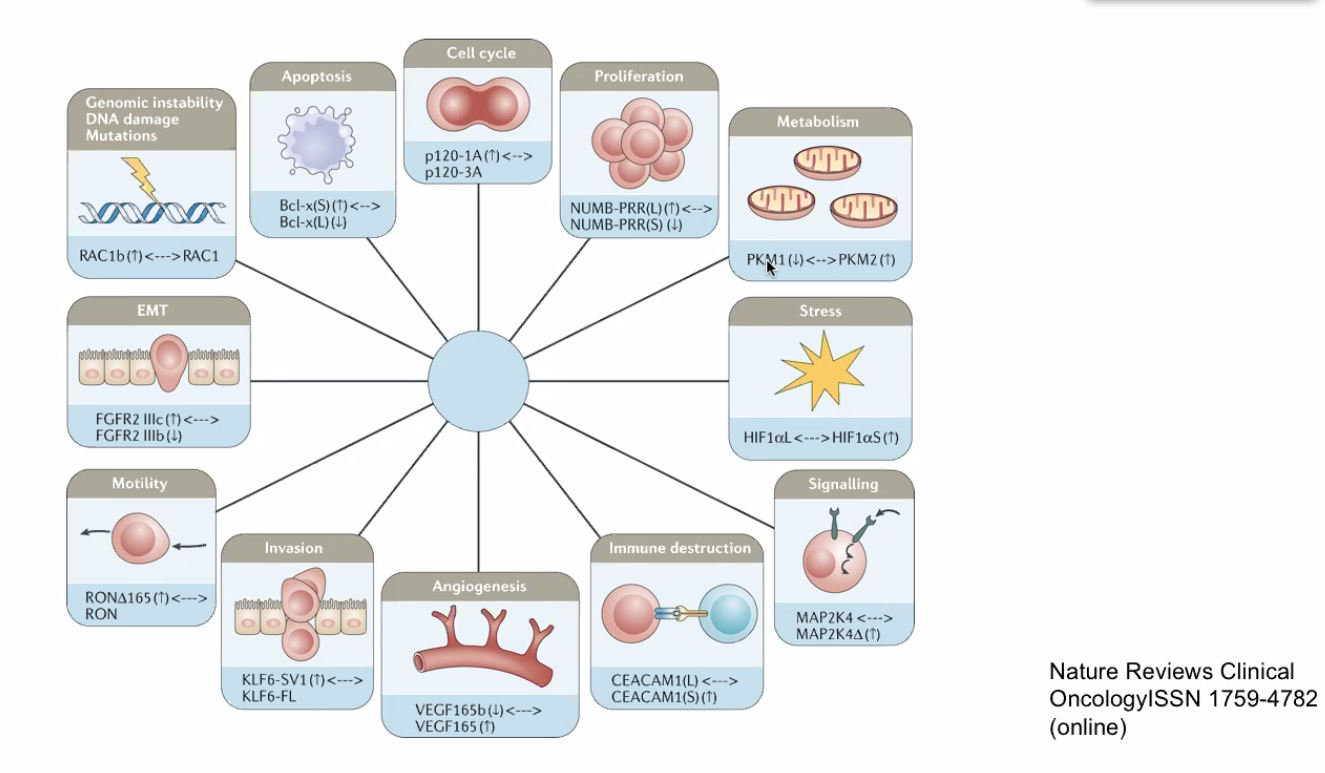 Cell cycle
p120-1A(↑)<-->
p120-3A
Apoptosis
Bcl-x(S)(↑)<-->
Bcl-x(L)(↓)
Proliferation
NUMB-PRR(L)(↑)<-->
NUMB-PRR(S) (↓)
Genomic instability
DNA damage
Mutations
RAC1b(↑)<--->RAC1
Metabolism
PKM1(↓)<-->PKM2(↑)
EMT
FGFR2 IIIc(↑)<--->
FGFR2 IIIb(↓)
Stress
HIF1αL<--->HIF1αS(↑)
Motility
RONΔ165(↑)<--->
RON
Signalling
MAP2K4 <--->
MAP2K4Δ(↑)
Invasion
KLF6-SV1(↑)<--->
KLF6-FL
Immune destruction
CEACAM1(L) <--->
CEACAM1(S)(↑)
Angiogenesis
VEGF165b(↓)<--->
VEGF165(↑)
Nature Reviews Clinical
OncologyISSN 1759-4782
(online)